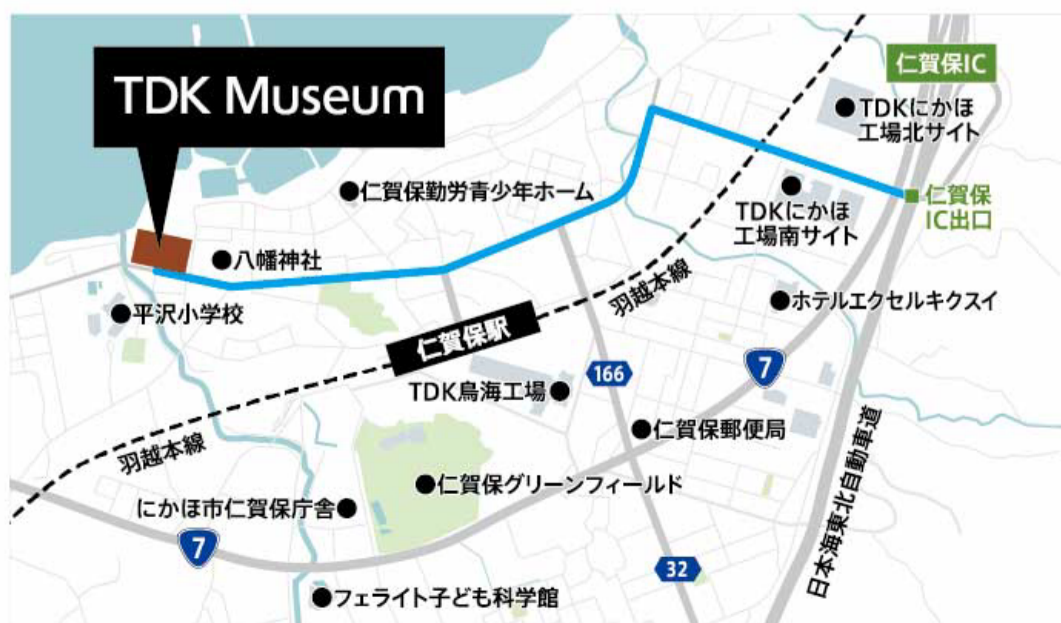 TDK Museum
仁賀保IC
TDKにかほ
工場北サイト
仁賀保勤労青少年ホーム
TDKにかほ
工場南サイト
仁賀保
IC出口
八幡神社
平沢小学校
羽越本線
ホテルエクセルキクスイ
仁賀保駅
7
166
TDK鳥海工場
仁賀保郵便局
羽越本線
仁賀保グリーンフィールド
にかほ市仁賀保庁舎
日本海東北自動車道
7
32
フェライト子ども科学館